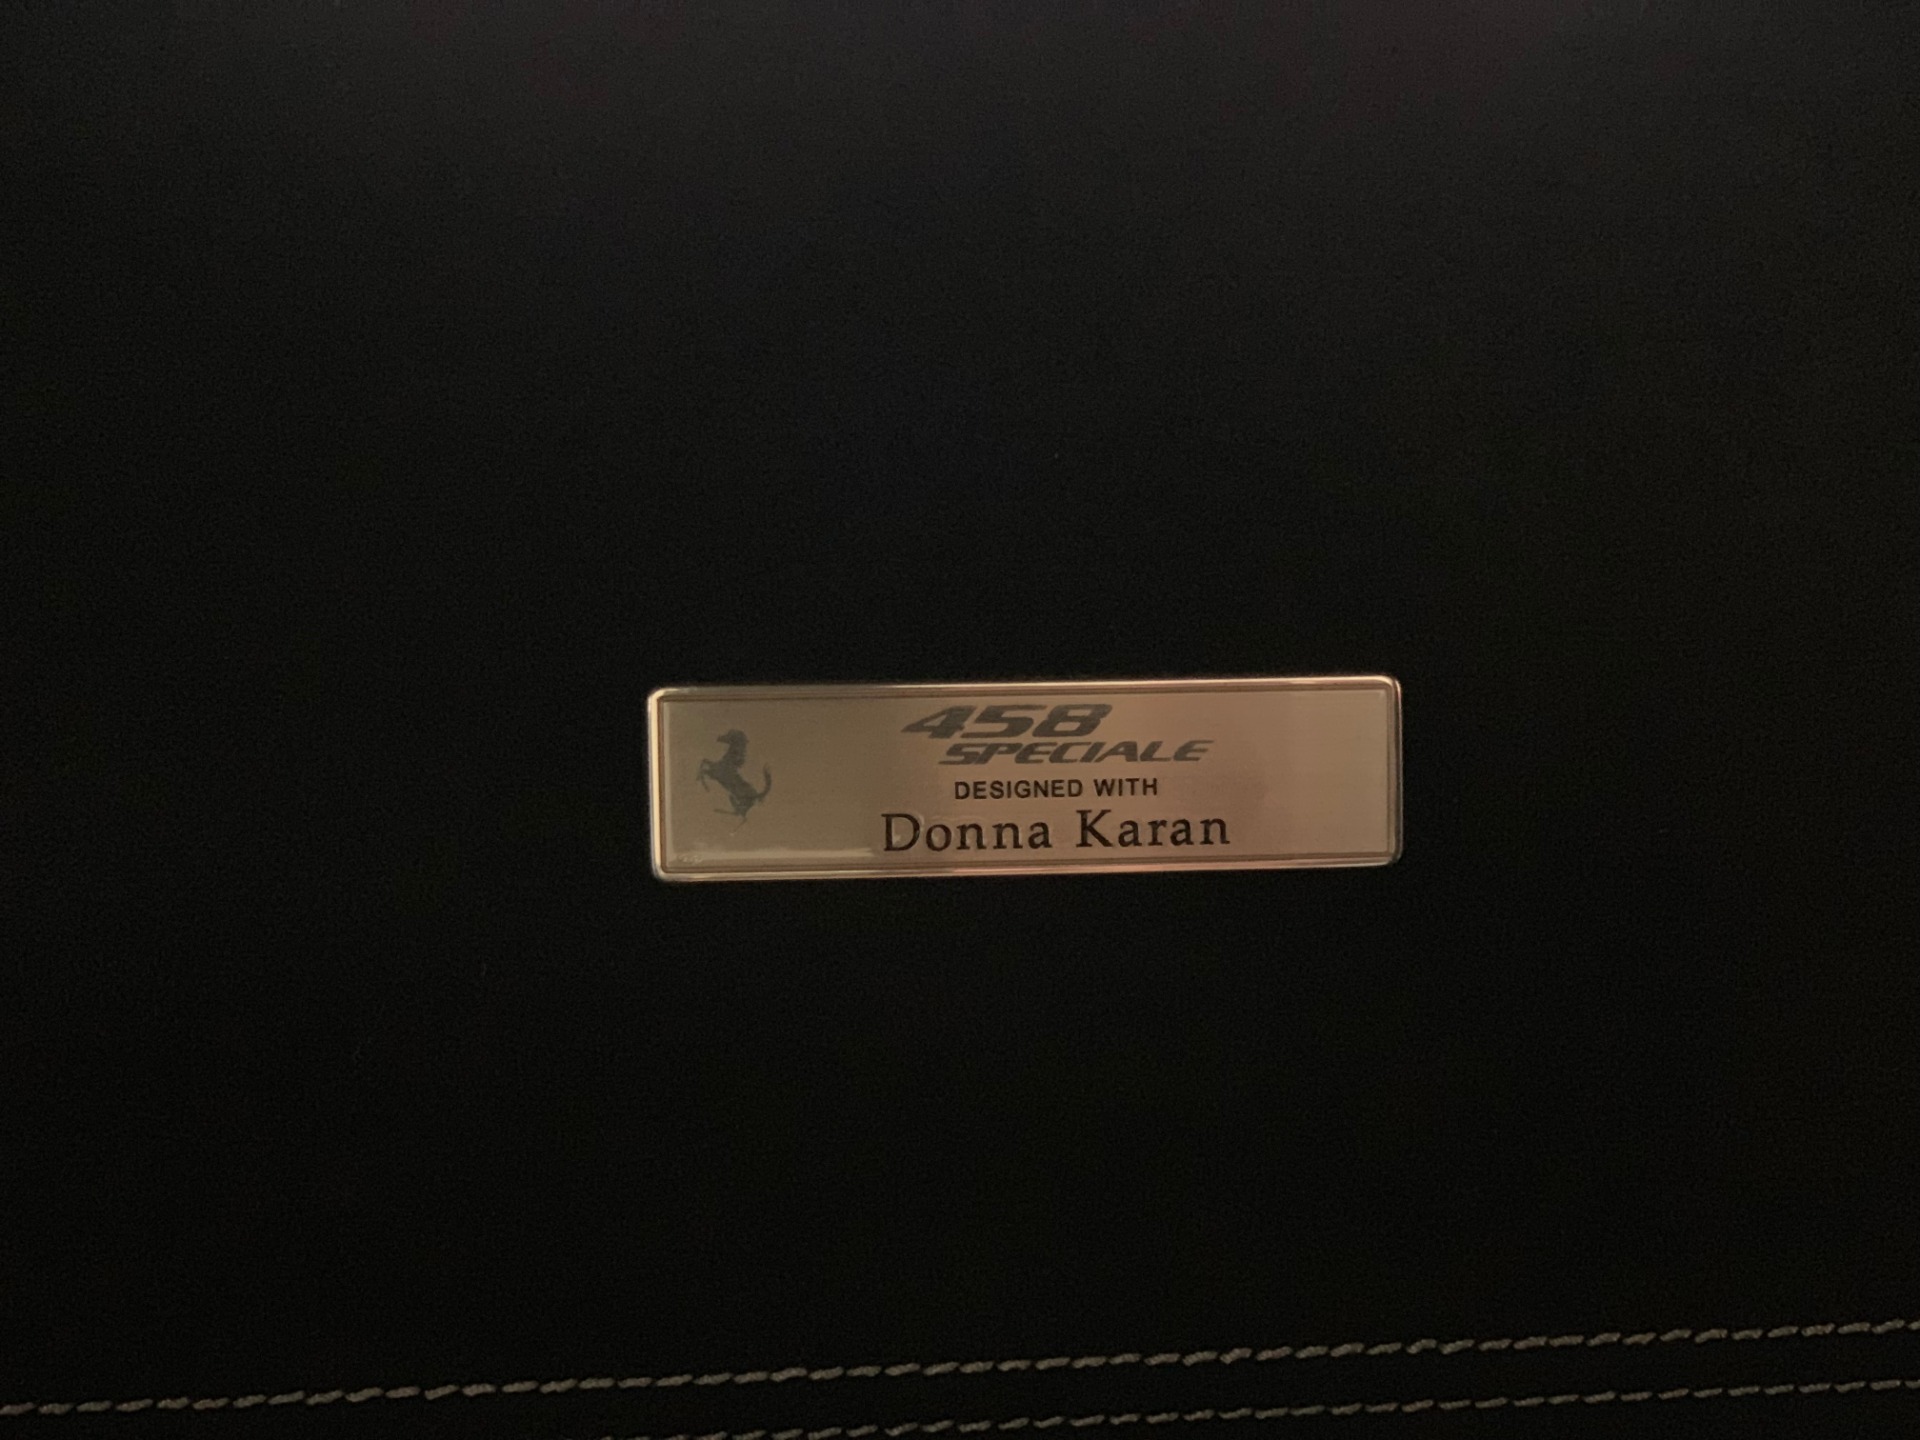 458
SPECIALE
DESIGNED WITH
Donna Karan